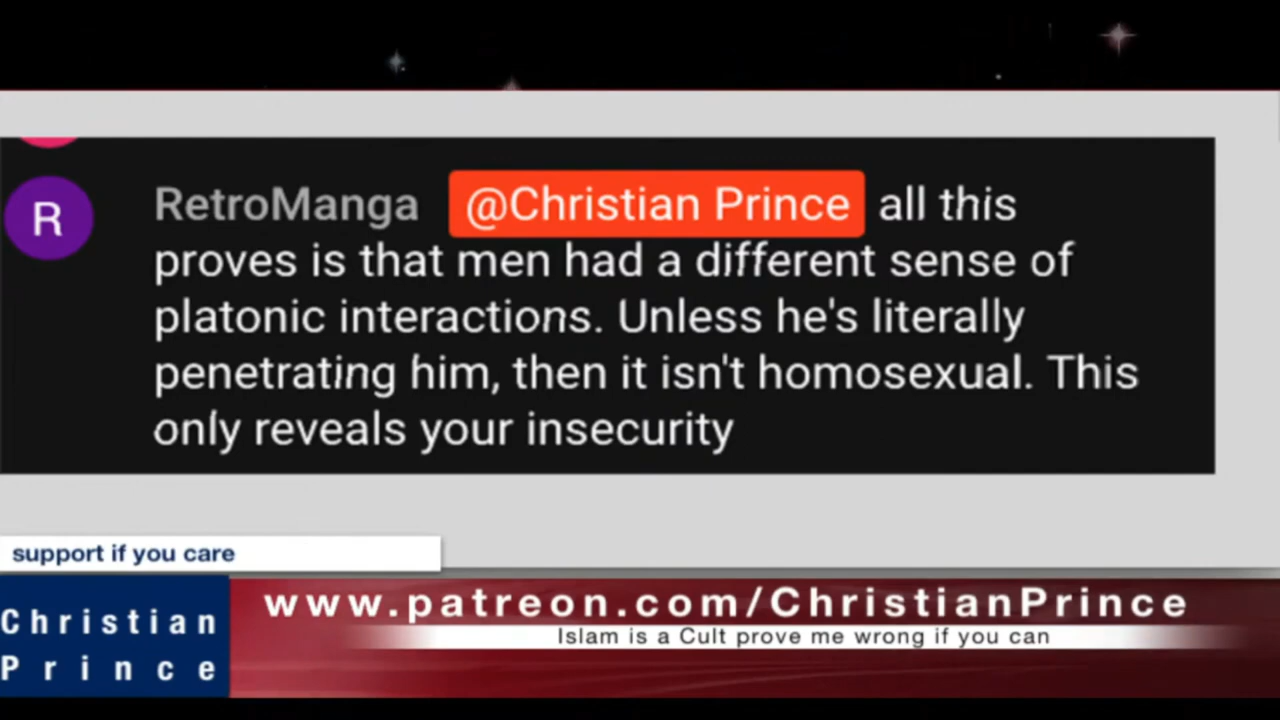 R
RetroManga @Christian Prince all this
proves is that men had a different sense of
platonic interactions. Unless he's literally
penetrating him, then it isn't homosexual. This
only reveals your insecurity
support if you care
Christian
Prince
www.patreon.com/ChristianPrince
Islam is a Cult prove me wrong if you can